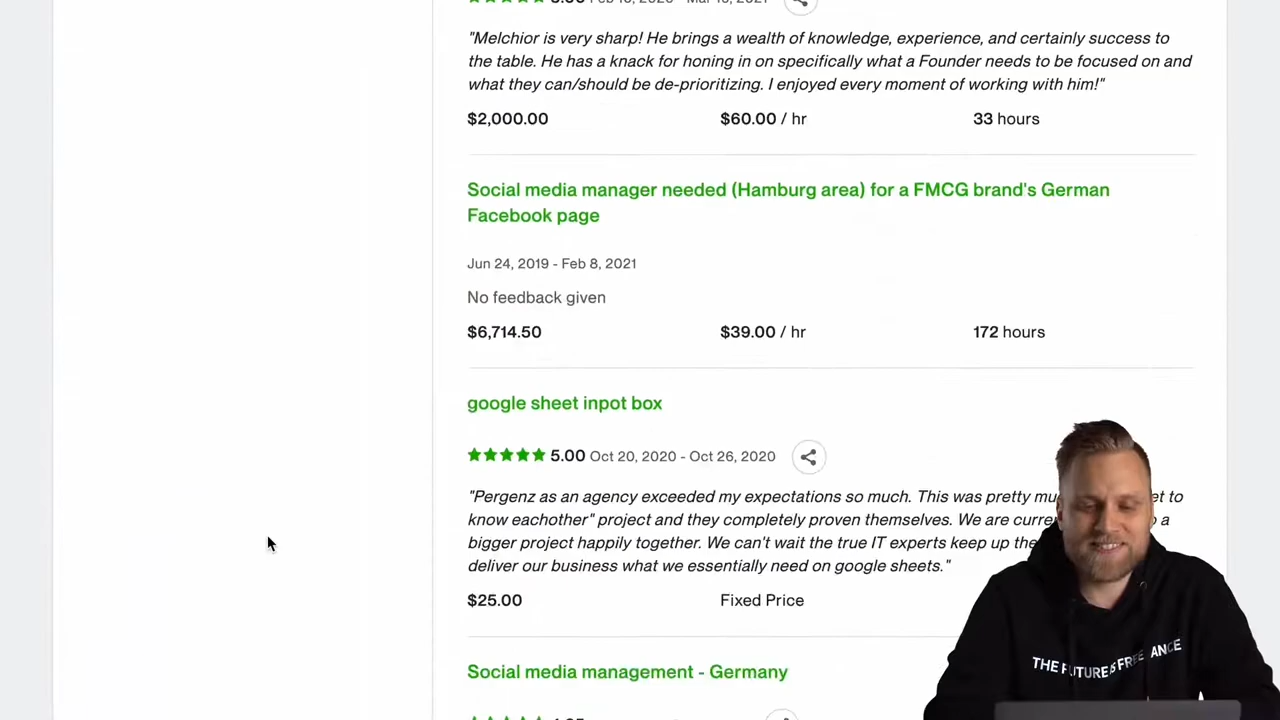 "Melchior is very sharp! He brings a wealth of knowledge, experience, and certainly success to
the table. He has a knack for honing in on specifically what a Founder needs to be focused on and
what they can/should be de-prioritizing. I enjoyed every moment of working with him!"
$2,000.00 $60.00 / hr 33 hours
Social media manager needed (Hamburg area) for a FMCG brand's German
Facebook page
Jun 24, 2019 - Feb 8, 2021
No feedback given
$6,714.50 $39.00 / hr 172 hours
google sheet inpot box
5.00 Oct 20, 2020 - Oct 26, 2020
"Pergenz as an agency exceeded my expectations so much. This was pretty to
know eachother" project and they completely proven themselves. We are a
bigger project happily together. We can't wait the true IT experts keep up
deliver our business what we essentially need on google sheets."
$25.00 Fixed Price
THE FUTURE IS FREELANCE
Social media management - Germany